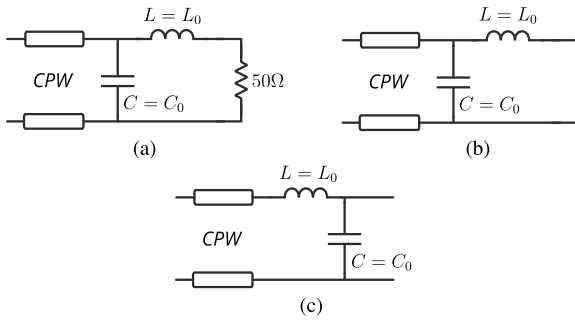 L = L₀
CPW
50Ω
C = C₀
(a)
L = L₀
CPW
C = C₀
(b)
L = L₀
CPW
C = C₀
(c)